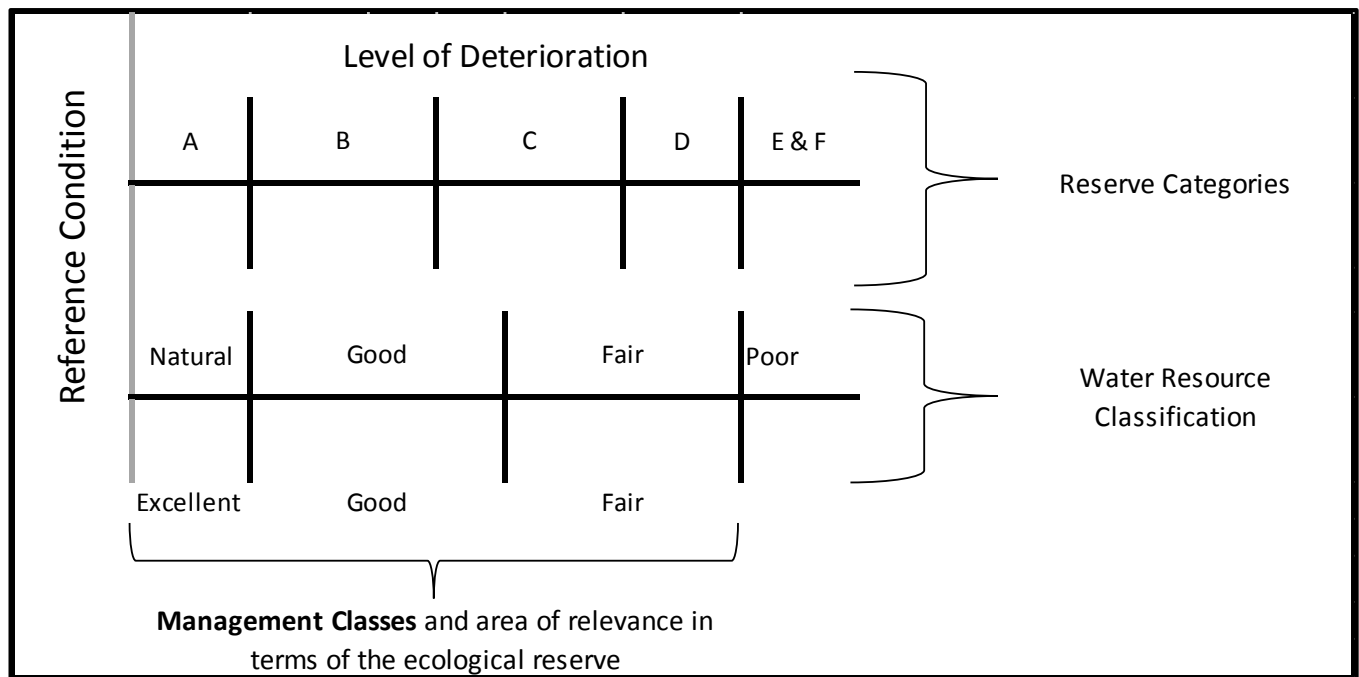 Level of Deterioration
Reference Condition
A B C D E & F
Reserve Categories
Natural Good Fair Poor
Water Resource
Classification
Excellent Good Fair
Management Classes and area of relevance in
terms of the ecological reserve